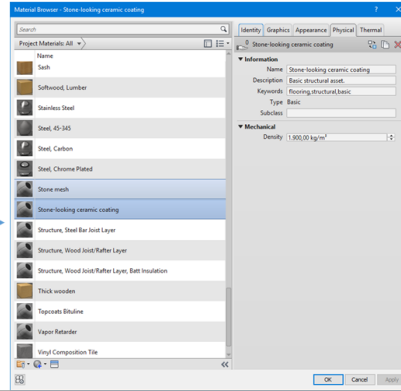 Material Browser - Stone-looking ceramic coating
?
Search
Project Materials: All
Name
Sash
Softwood, Lumber
Stainless Steel
Steel, 45-345
Steel, Carbon
Steel, Chrome Plated
Stone mesh
Stone-looking ceramic coating
Structure, Steel Bar Joist Layer
Structure, Wood Joist/Rafter Layer
Structure, Wood Joist/Rafter Layer, Batt Insulation
Thick wooden
Topcoats Bituline
Vapor Retarder
Vinyl Composition Tile
Identity Graphics Appearance Physical Thermal
0 Stone-looking ceramic coating
Information
Name Stone-looking ceramic coating
Description Basic structural asset.
Keywords flooring,structural,basic
Type Basic
Subclass
Mechanical
Density 1.900,00 kg/m³
OK Cancel Apply